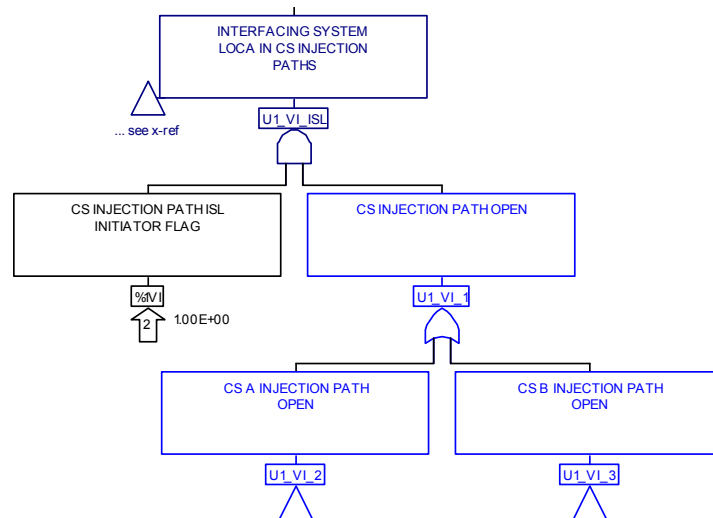 INTERFACING SYSTEM
LOCA IN CS INJECTION
PATHS
... see x-ref
U1_VI_ISL
CS INJECTION PATH ISL
INITIATOR FLAG
CS INJECTION PATH OPEN
%1VI
2
1.00E+00
U1_VI_1
CS A INJECTION PATH
OPEN
CS B INJECTION PATH
OPEN
U1_VI_2
U1_VI_3